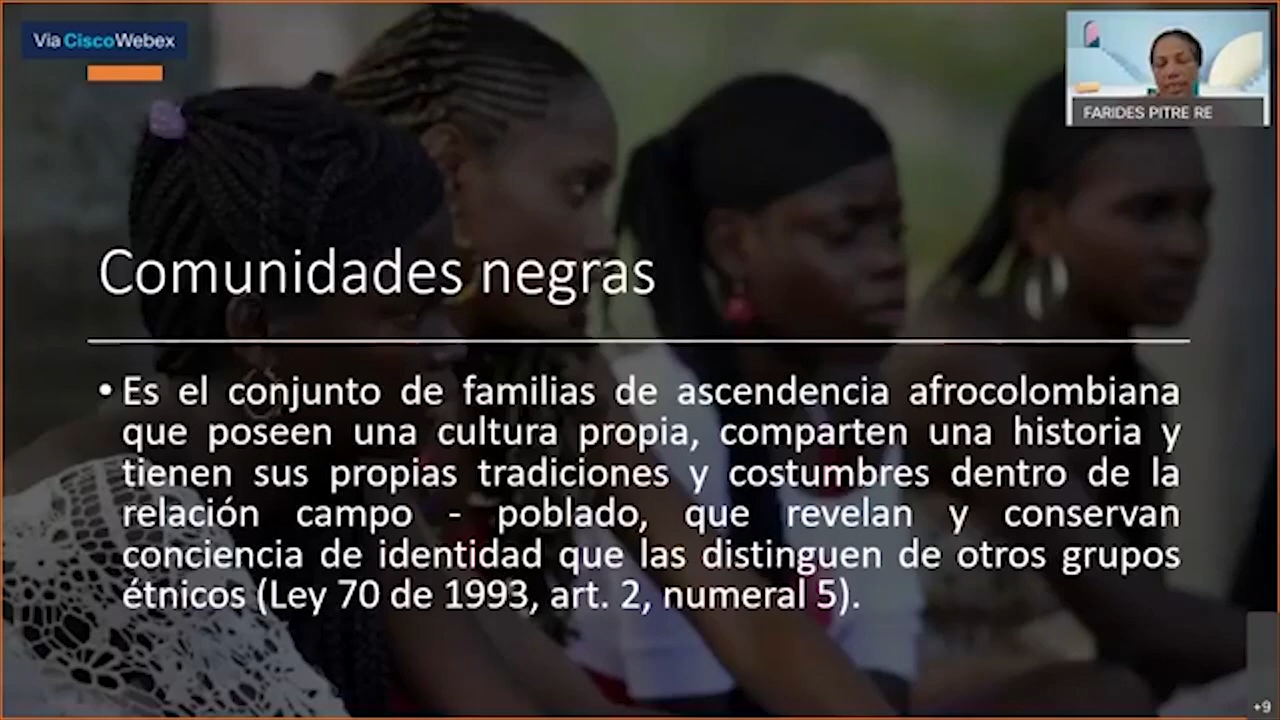 Via CiscoWebex
FARIDES PITRE RE
Comunidades negras
• Es el conjunto de familias de ascendencia afrocolombiana
que poseen una cultura propia, comparten una historia y
tienen sus propias tradiciones y costumbres dentro de la
relación campo - poblado, que revelan y conservan
conciencia de identidad que las distinguen de otros grupos
étnicos (Ley 70 de 1993, art. 2, numeral 5).
+9